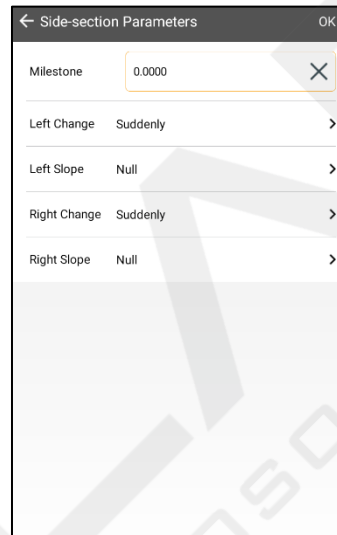 Side-section Parameters OK
Milestone 0.0000
Left Change Suddenly
Left Slope Null
Right Change Suddenly
Right Slope Null